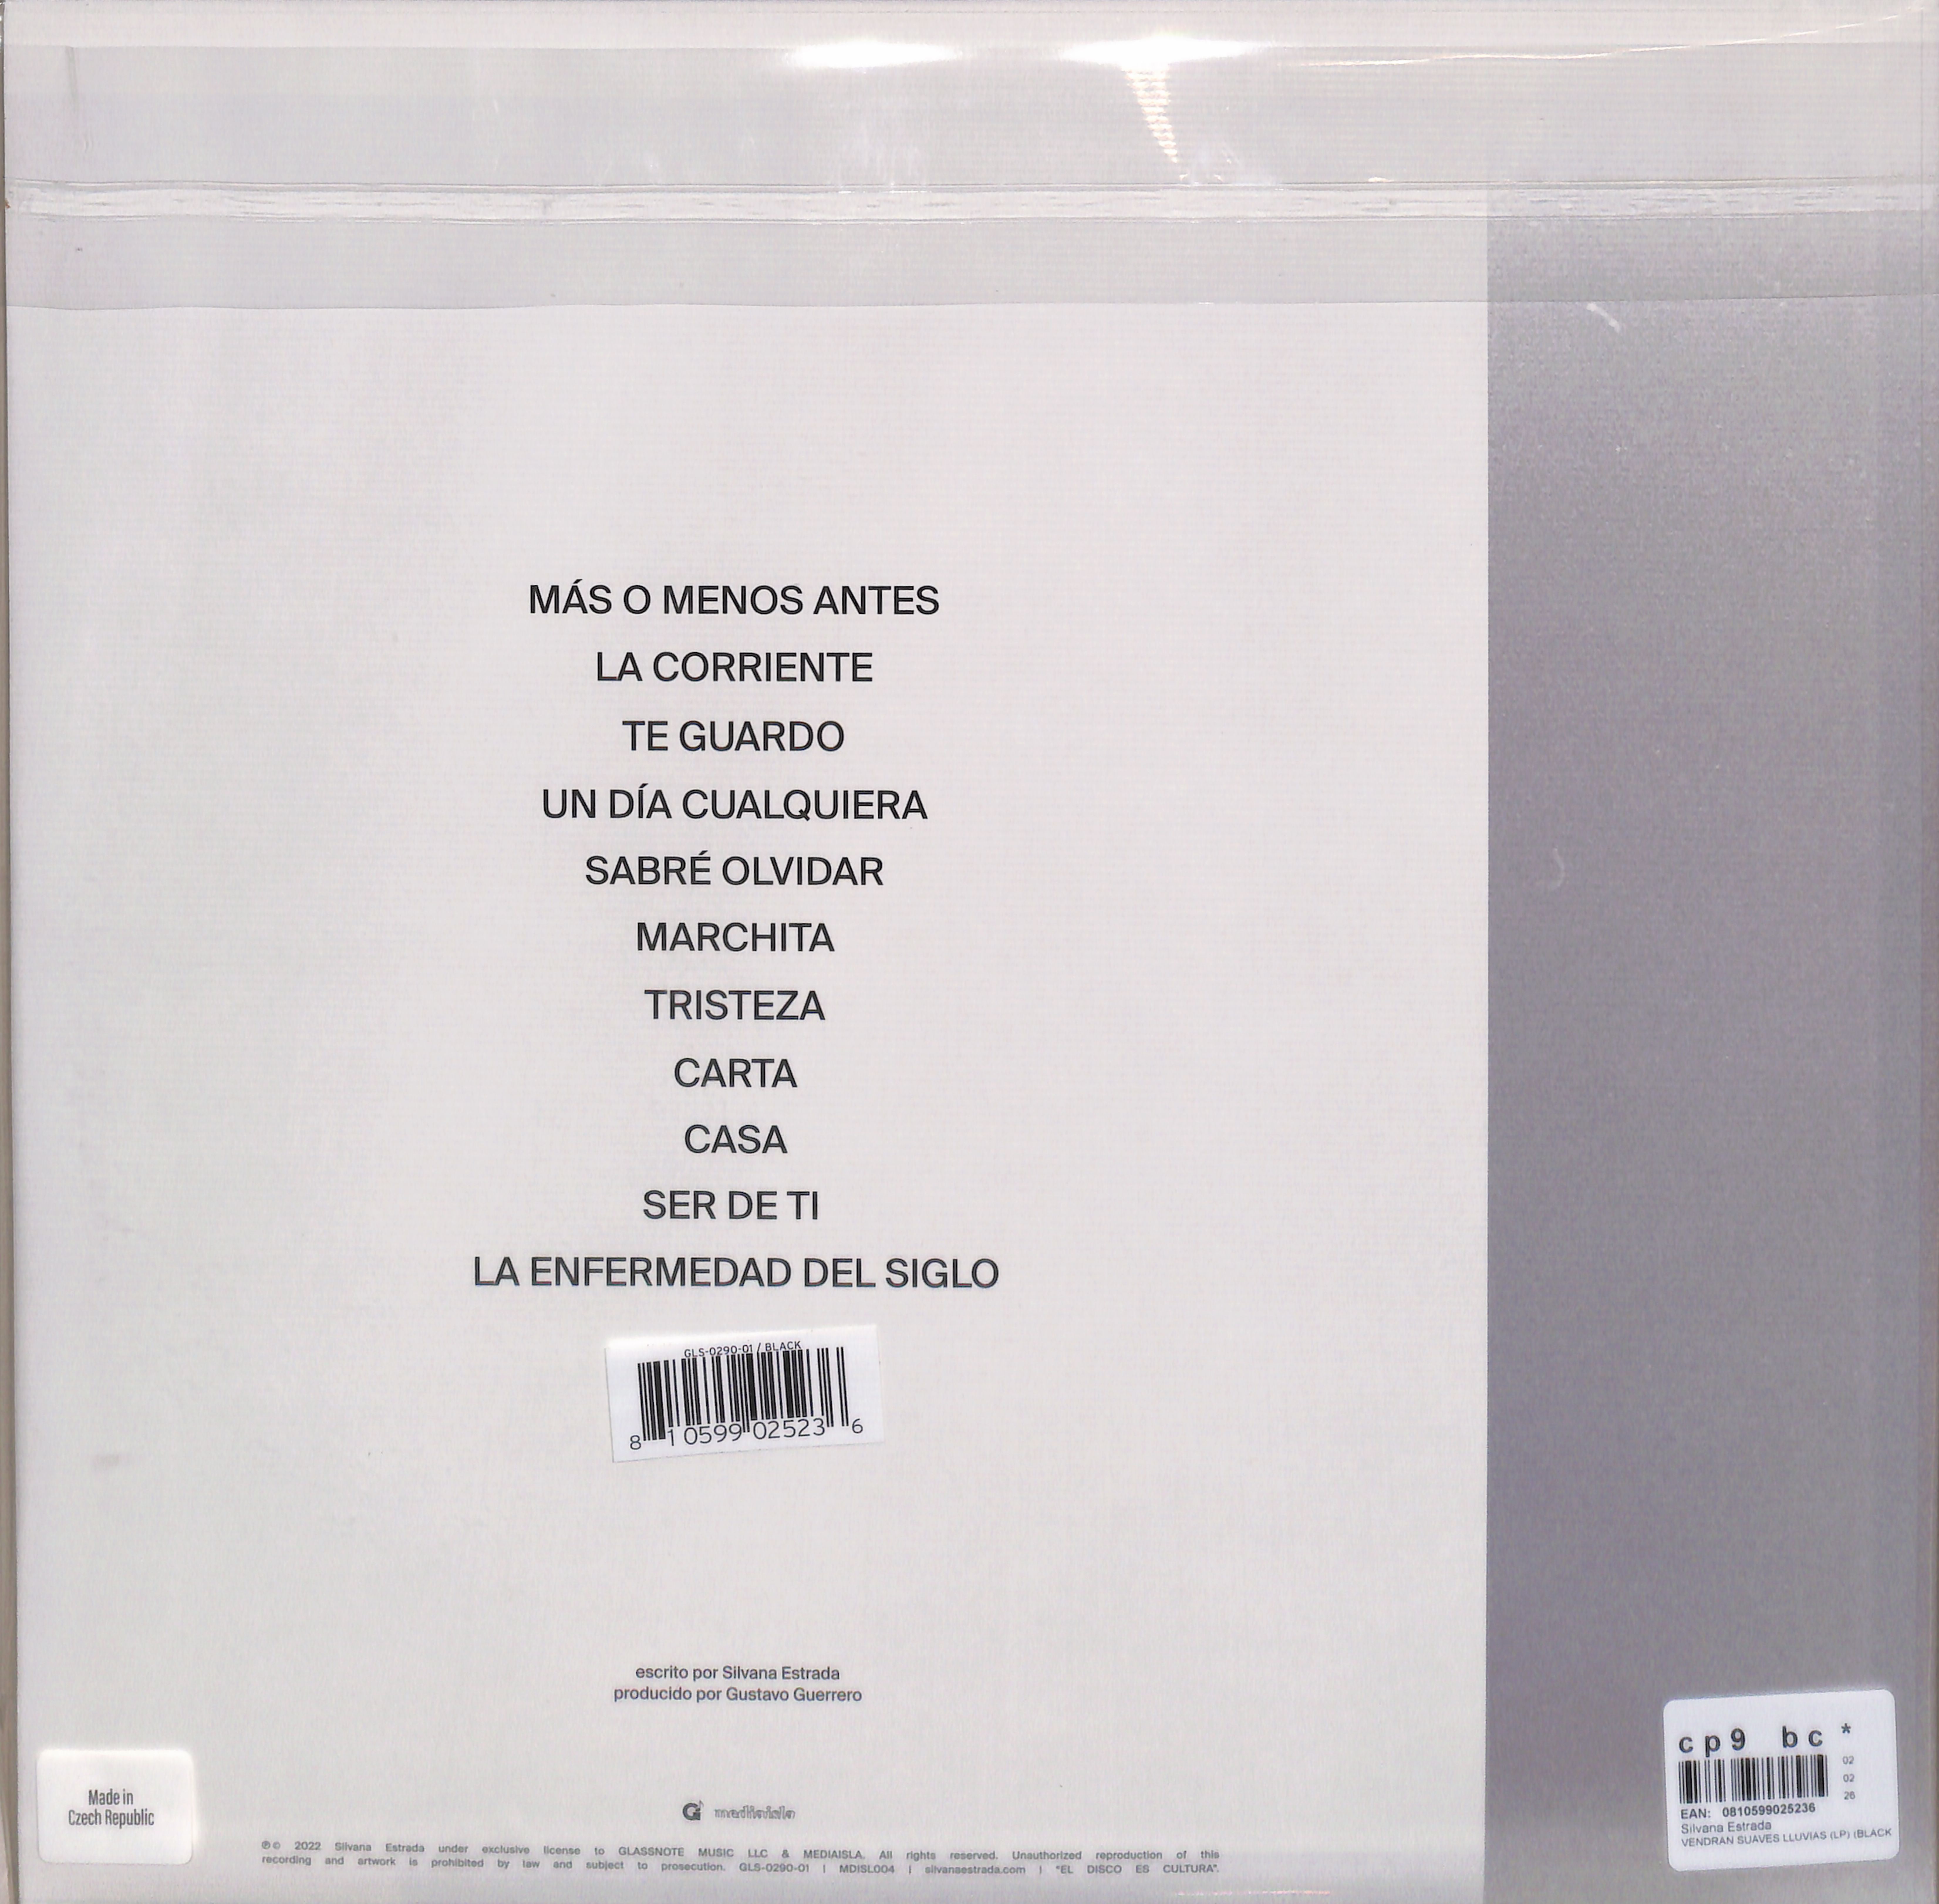 MÁS O MENOS ANTES
LA CORRIENTE
TE GUARDO
UN DÍA CUALQUIERA
SABRÉ OLVIDAR
MARCHITA
TRISTEZA
CARTA
CASA
SER DE TI
LA ENFERMEDAD DEL SIGLO
GLS-0290-01 / BLACK
8 10599 02523 6
escrito por Silvana Estrada
producido por Gustavo Guerrero
Made in
Czech Republic
mediaisla
℗© 2022 Silvana Estrada under exclusive license to GLASSNOTE MUSIC LLC & MEDIAISLA. All rights reserved. Unauthorized reproduction of this
recording and artwork is prohibited by law and subject to prosecution. GLS-0290-01 | MDISL004 | silvanaestrada.com | "EL DISCO ES CULTURA".
cp9 bc *
02
02
26
EAN: 0810599025236
Silvana Estrada
VENDRAN SUAVES LLUVIAS (LP) (BLACK